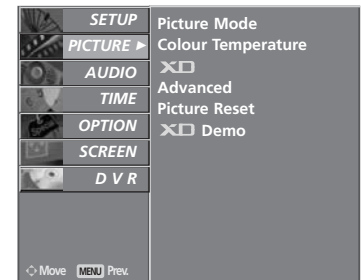 SETUP
PICTURE ►
AUDIO
TIME
OPTION
SCREEN
D V R
Move MENU Prev.
Picture Mode
Colour Temperature
XD
Advanced
Picture Reset
XD Demo